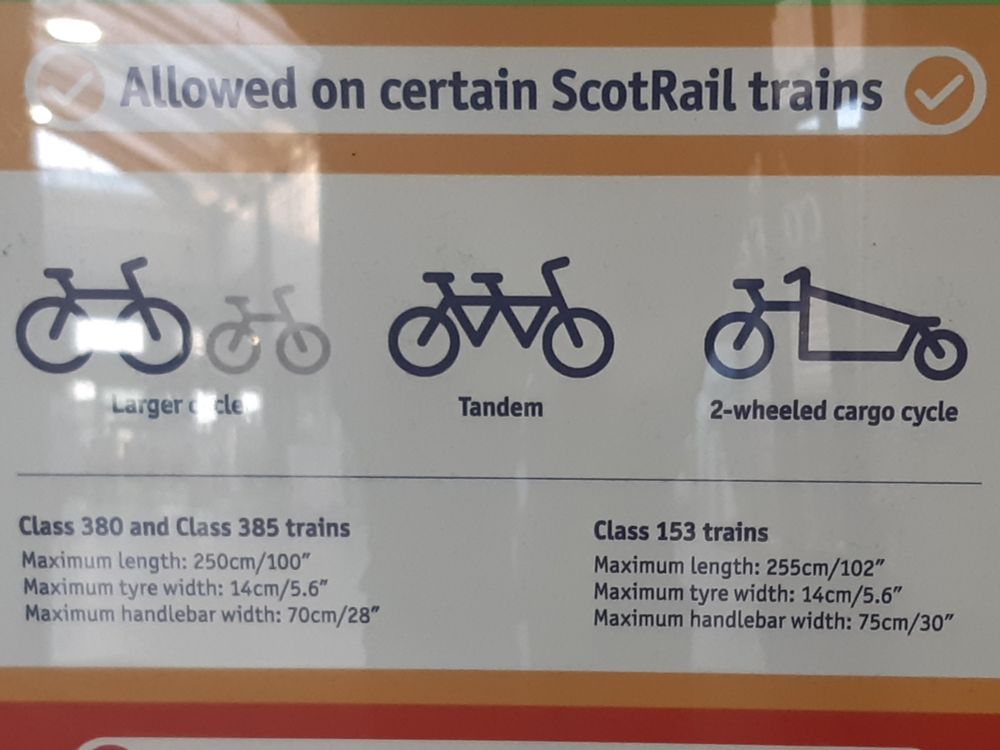 Allowed on certain ScotRail trains
Larger cycle
Tandem
2-wheeled cargo cycle
Class 380 and Class 385 trains
Maximum length: 250cm/100”
Maximum tyre width: 14cm/5.6”
Maximum handlebar width: 70cm/28”
Class 153 trains
Maximum length: 255cm/102”
Maximum tyre width: 14cm/5.6”
Maximum handlebar width: 75cm/30”